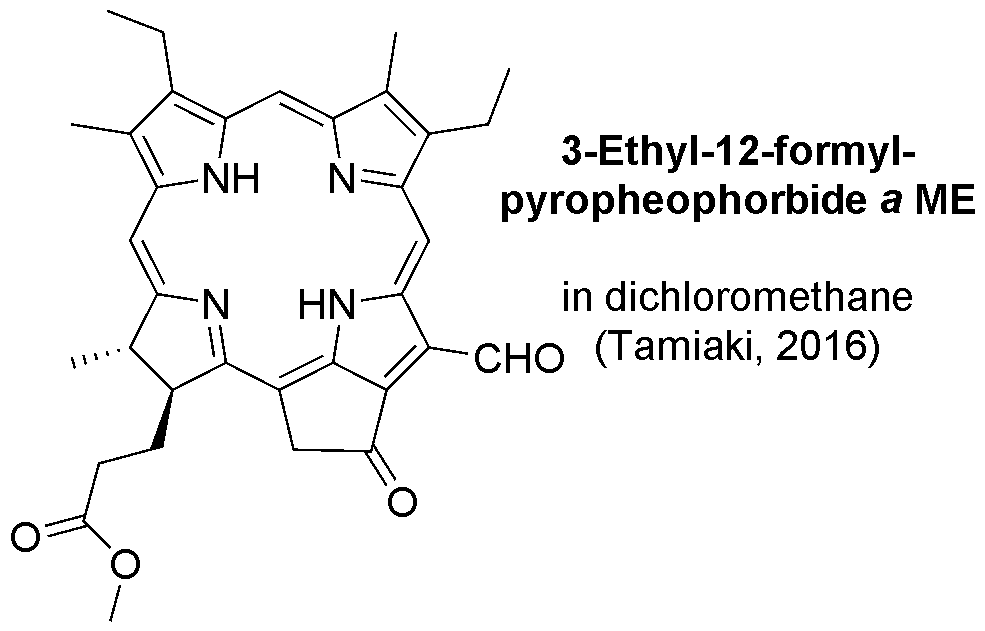 3-Ethyl-12-formyl-
pyropheophorbide a ME
in dichloromethane
(Tamiaki, 2016)
NH
N
N
HN
CHO
O
O
O